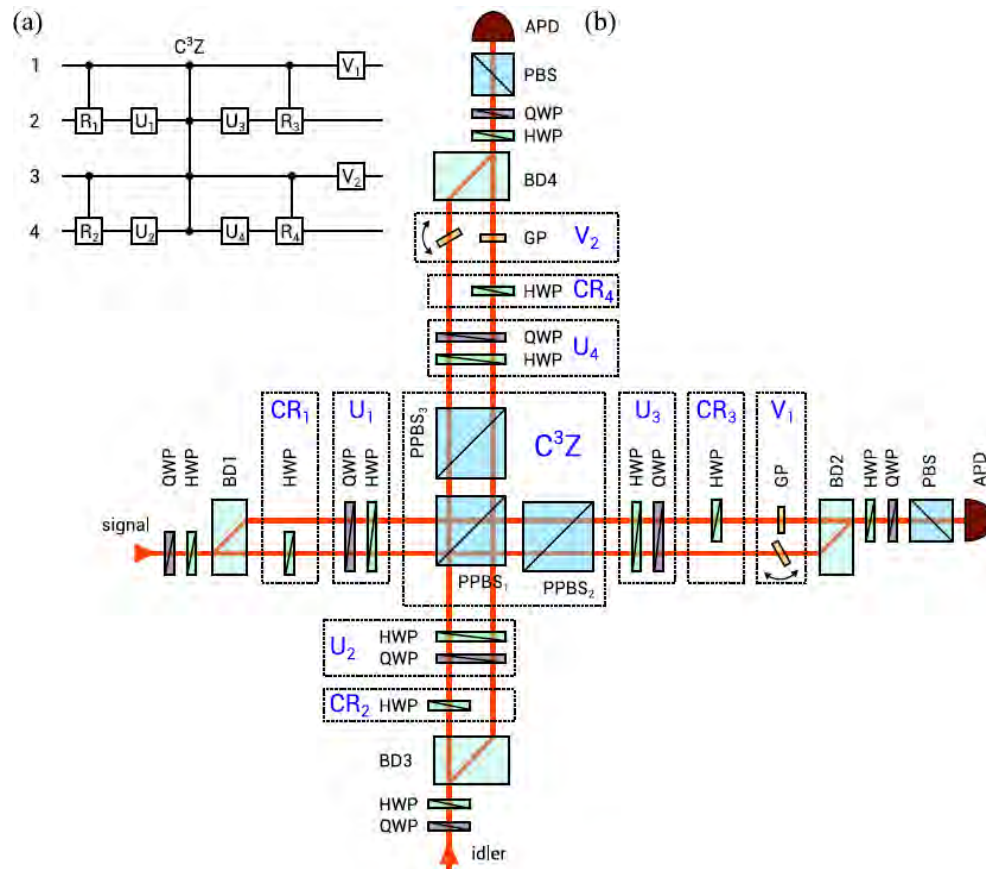 (a)
C³Z
1
V₁
2
R₁ U₁ U₃ R₃
3
V₂
4
R₂ U₂ U₄ R₄
(b)
APD
PBS
QWP
HWP
BD4
GP V₂
HWP CR₄
QWP
HWP
U₄
CR₁
HWP
U₁
QWP
HWP
PPBS₃
C³Z
PPBS₁
PPBS₂
U₃
HWP
QWP
CR₃
HWP
V₁
GP
BD2
HWP
QWP
PBS
APD
QWP
HWP
BD1
signal
U₂
HWP
QWP
CR₂ HWP
BD3
HWP
QWP
idler